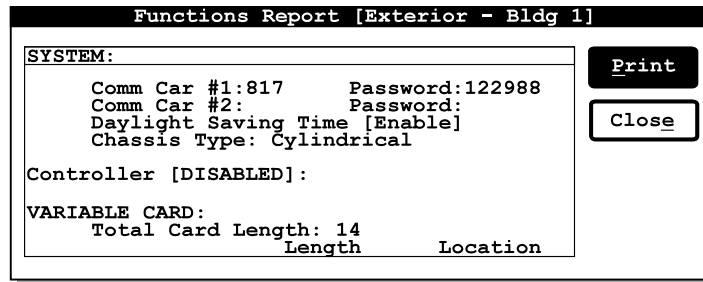 Functions Report [Exterior - Bldg 1]
SYSTEM:
Print
Comm Car #1:817 Password:122988
Comm Car #2: Password:
Daylight Saving Time [Enable]
Close
Chassis Type: Cylindrical
Controller [DISABLED]:
VARIABLE CARD:
Total Card Length: 14
Length Location